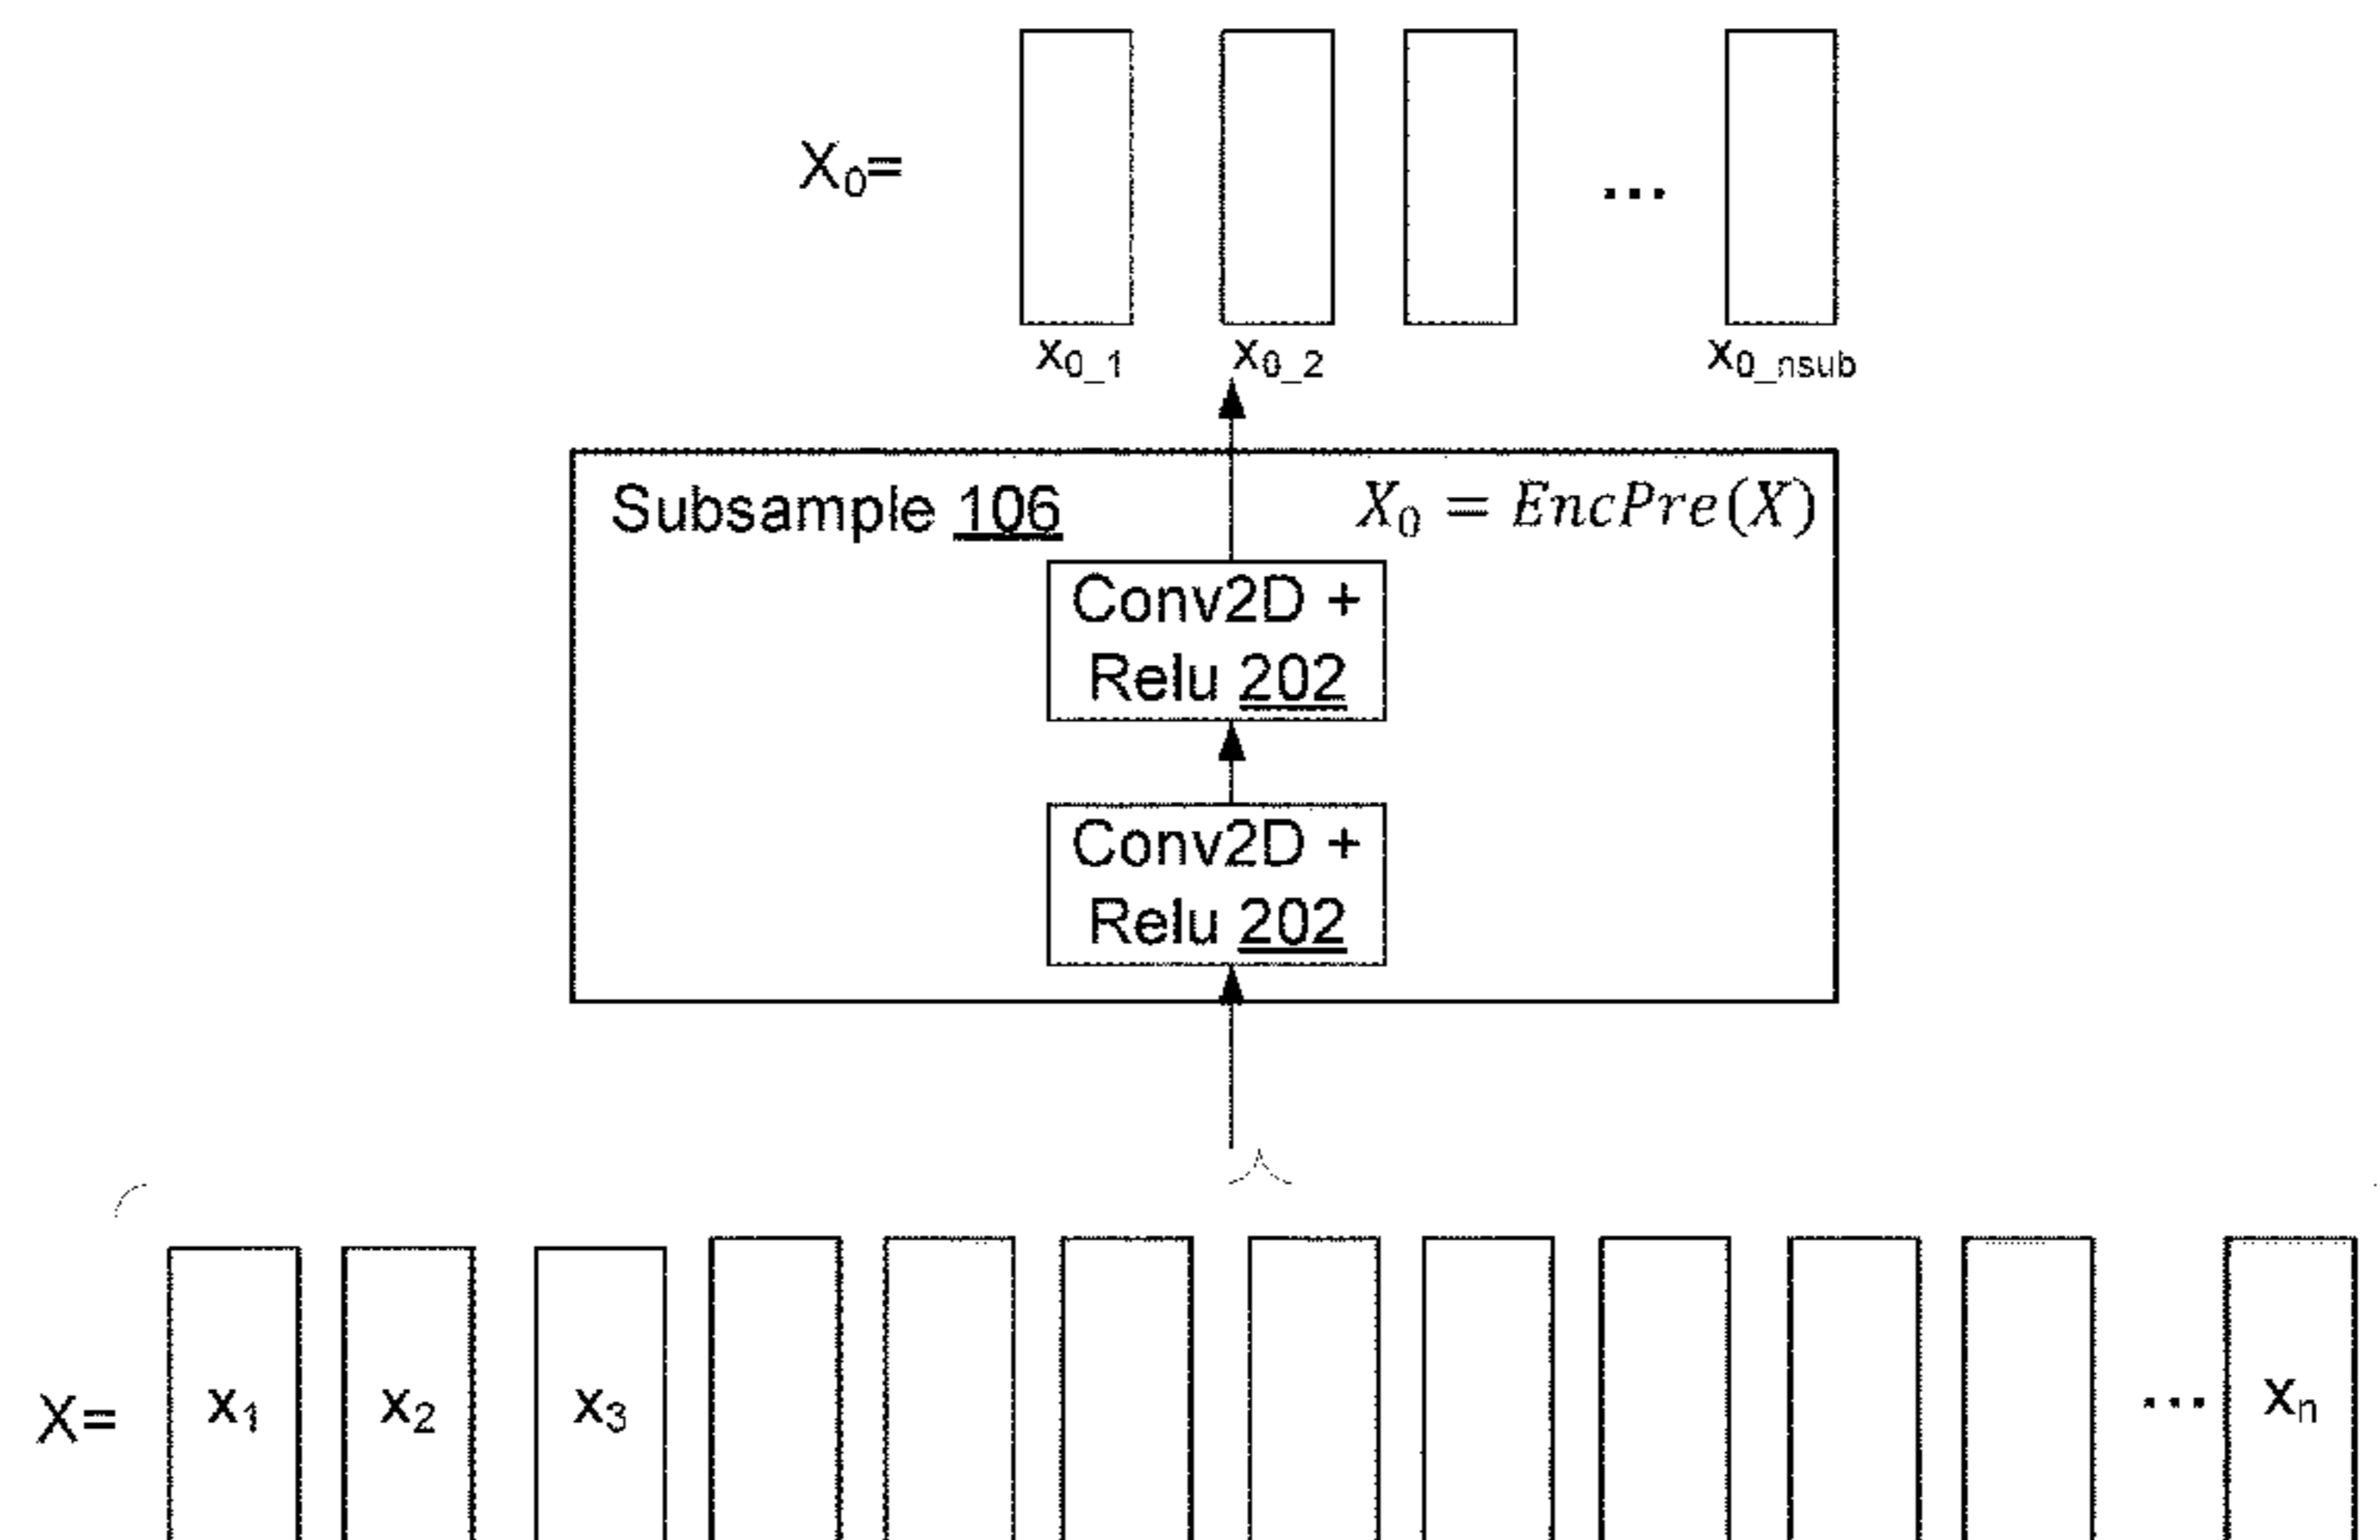 X₀= ...
x₀_₁ x₀_₂ x₀_nsub
Subsample 106 X₀ = EncPre(X)
Conv2D +
Relu 202
Conv2D +
Relu 202
X= x₁ x₂ x₃ ... xₙ